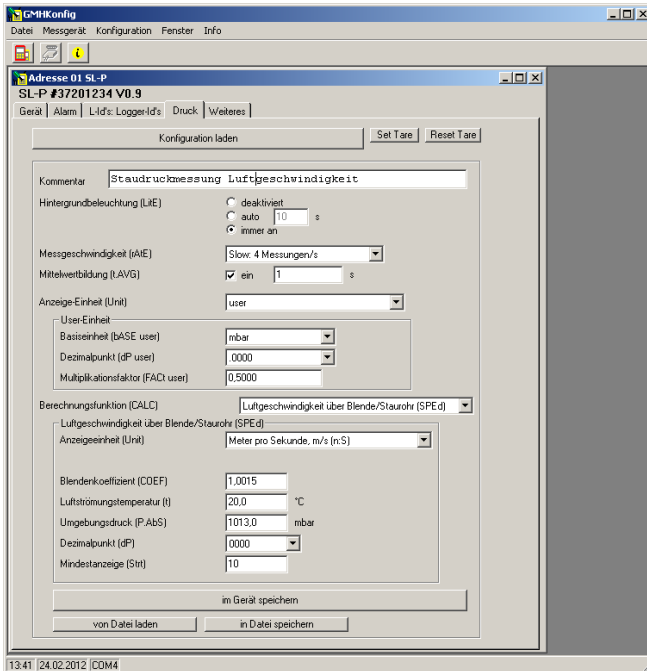 GMHKonfig
Datei Messgerät Konfiguration Fenster Info
Adresse 01 SL-P
SL-P #37201234 V0.9
Gerät Alarm L-Id's: Logger-Id's Druck Weiteres
Konfiguration laden Set Tare Reset Tare
Kommentar Staudruckmessung Luftgeschwindigkeit
Hintergrundbeleuchtung (LitE) deaktiviert
auto 10 s
immer an
Messgeschwindigkeit (rAtE) Slow: 4 Messungen/s
Mittelwertbildung (t.AVG) ein 1 s
Anzeige-Einheit (Unit) user
User-Einheit
Basiseinheit (bASE user) mbar
Dezimalpunkt (dP user) .0000
Multiplikationsfaktor (FACt user) 0,5000
Berechnungsfunktion (CALC) Luftgeschwindigkeit über Blende/Staurohr (SPEd)
Luftgeschwindigkeit über Blende/Staurohr (SPEd)
Anzeigeeinheit (Unit) Meter pro Sekunde, m/s (n:S)
Blendenkoeffizient (COEF) 1,0015
Luftströmungstemperatur (t) 20,0 °C
Umgebungsdruck (P.AbS) 1013,0 mbar
Dezimalpunkt (dP) 0000
Mindestanzeige (Strt) 10
im Gerät speichern
von Datei laden in Datei speichern
13:41 24.02.2012 COM4